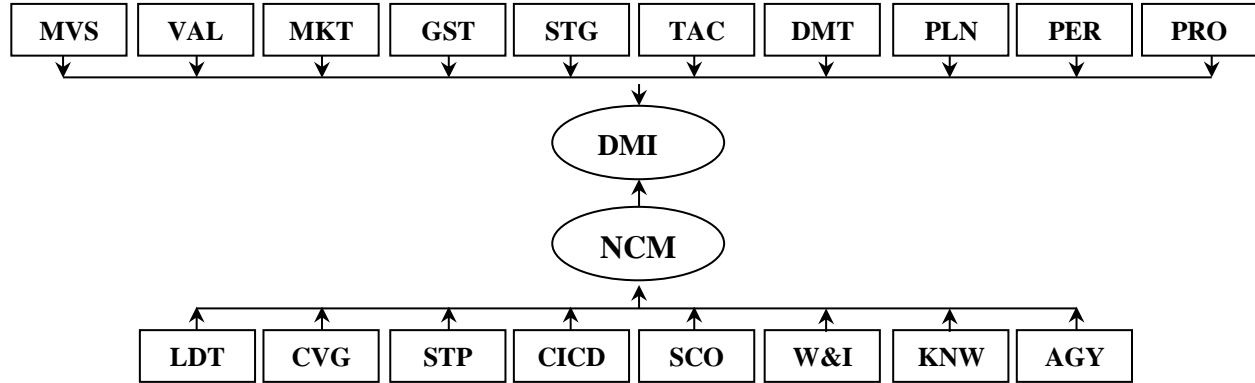 MVS VAL MKT GST STG TAC DMT PLN PER PRO
DMI
NCM
LDT CVG STP CICD SCO W&I KNW AGY